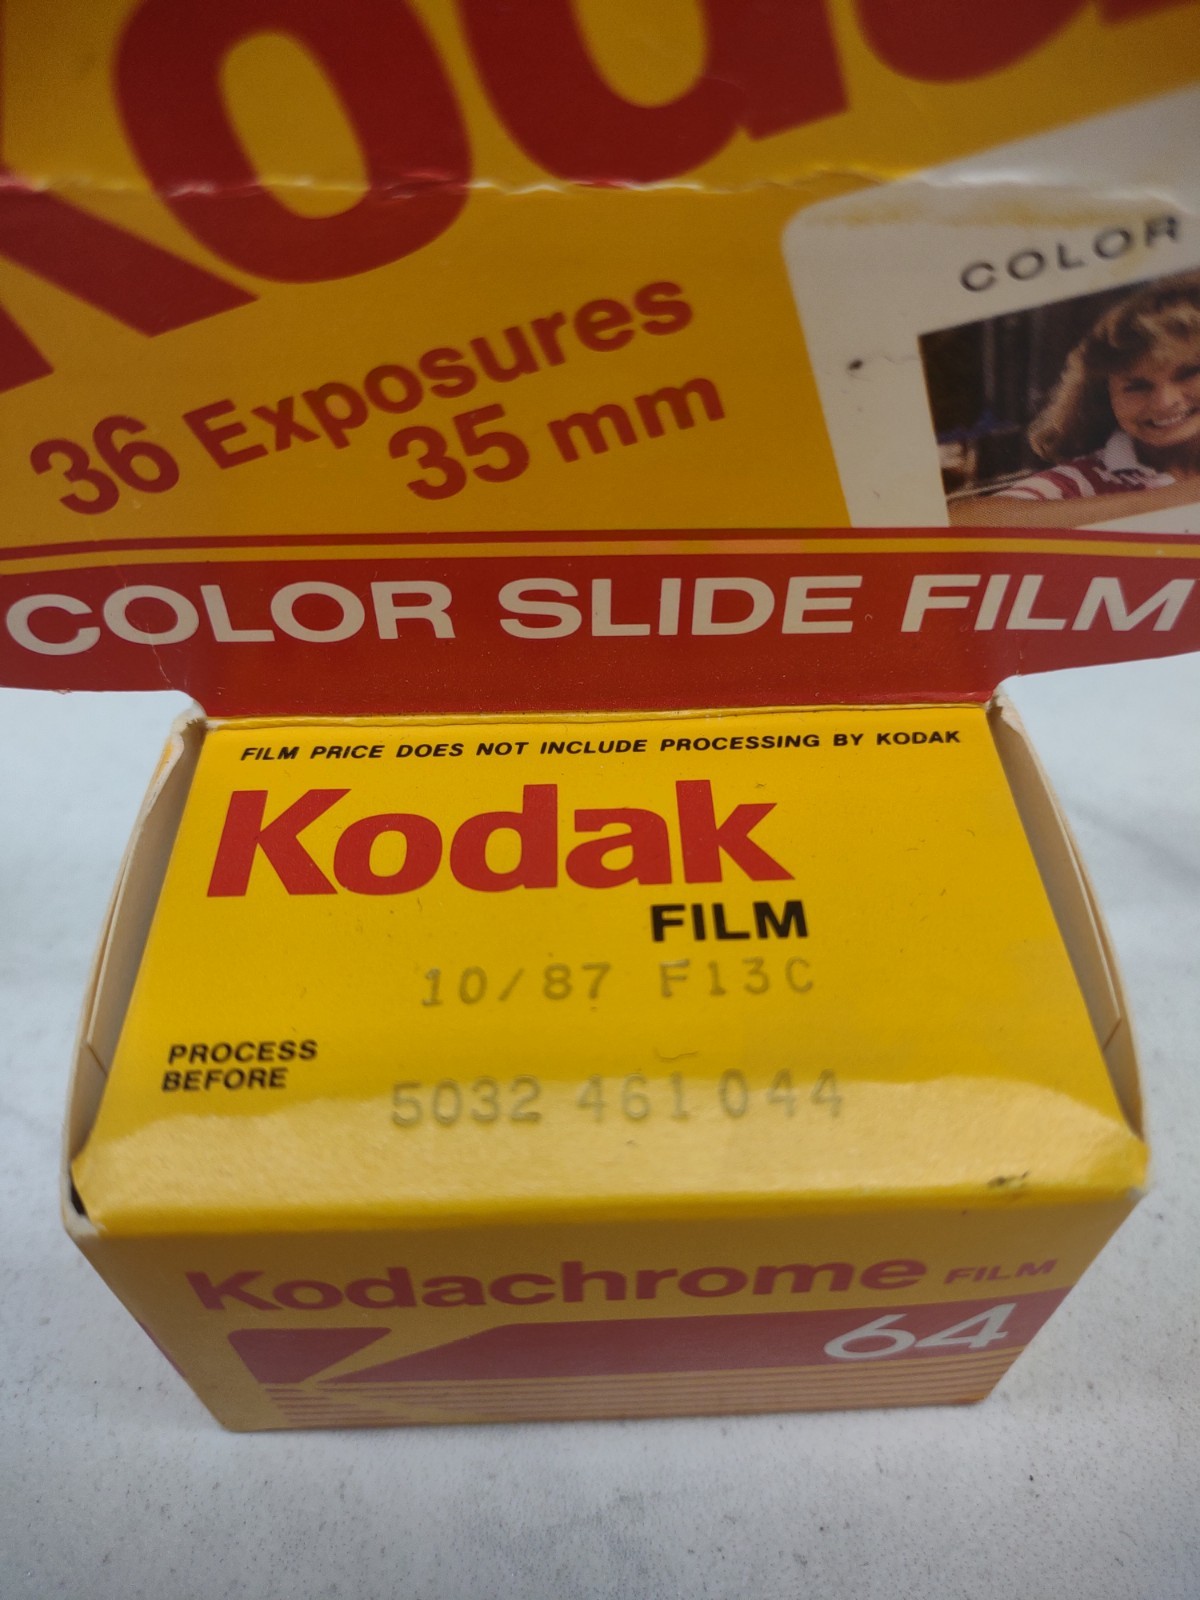 Kodak
36 Exposures
35 mm
COLOR
COLOR SLIDE FILM
FILM PRICE DOES NOT INCLUDE PROCESSING BY KODAK
Kodak
FILM
10/87 F13C
PROCESS
BEFORE
5032 461 044
Kodachrome FILM
64